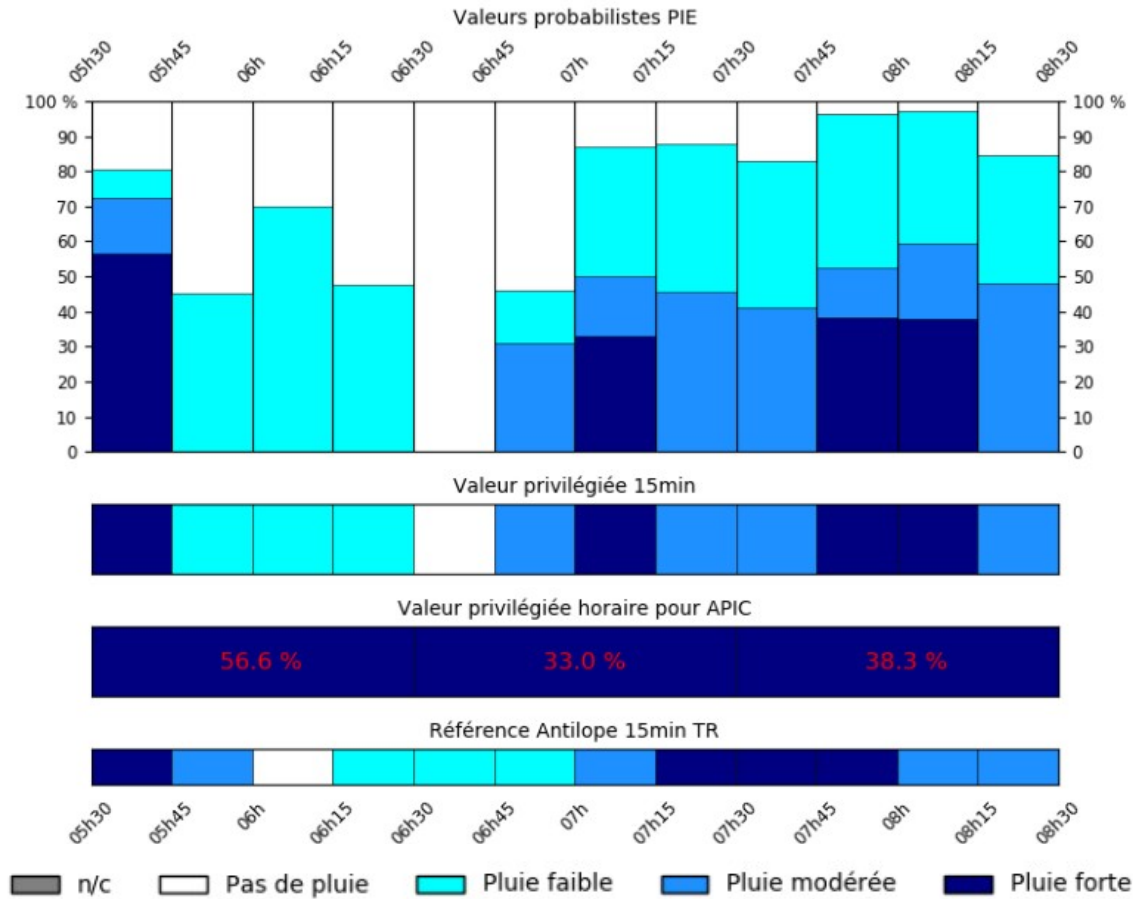 Valeurs probabilistes PIE
05h30 05h45 06h 06h15 06h30 06h45 07h 07h15 07h30 07h45 08h 08h15 08h30
100 % 100 %
90 90
80 80
70 70
60 60
50 50
40 40
30 30
20 20
10 10
0 0
Valeur privilégiée 15min
Valeur privilégiée horaire pour APIC
56.6 % 33.0 % 38.3 %
Référence Antilope 15min TR
05h30 05h45 06h 06h15 06h30 06h45 07h 07h15 07h30 07h45 08h 08h15 08h30
n/c Pas de pluie Pluie faible Pluie modérée Pluie forte